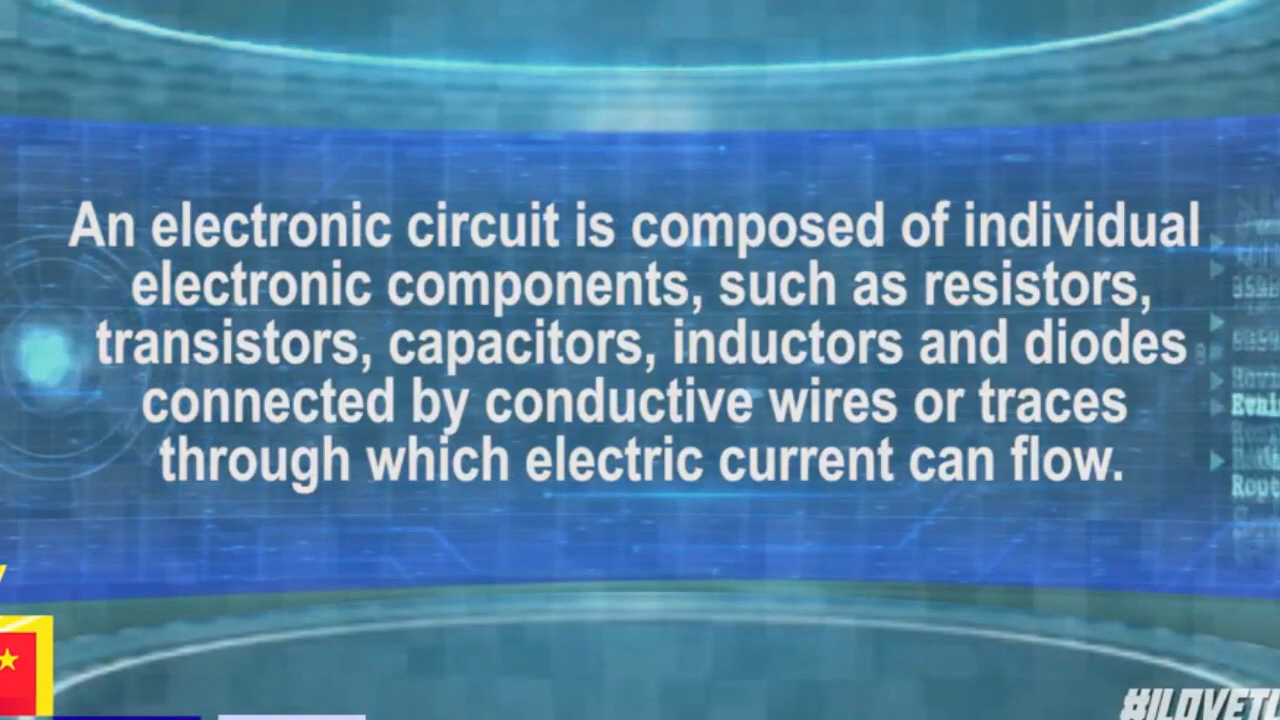 An electronic circuit is composed of individual
electronic components, such as resistors,
transistors, capacitors, inductors and diodes
connected by conductive wires or traces
through which electric current can flow.
#ILOVET